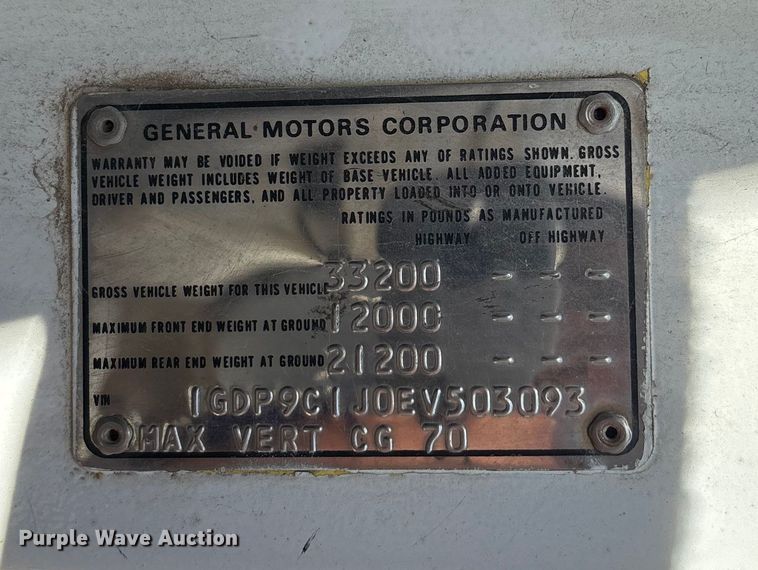 GENERAL MOTORS CORPORATION
WARRANTY MAY BE VOIDED IF WEIGHT EXCEEDS ANY OF RATINGS SHOWN. GROSS
VEHICLE WEIGHT INCLUDES WEIGHT OF BASE VEHICLE. ALL ADDED EQUIPMENT,
DRIVER AND PASSENGERS, AND ALL PROPERTY LOADED INTO OR ONTO VEHICLE.
RATINGS IN POUNDS AS MANUFACTURED
HIGHWAY OFF HIGHWAY
GROSS VEHICLE WEIGHT FOR THIS VEHICLE 33200 - - -
MAXIMUM FRONT END WEIGHT AT GROUND 12000 - - -
MAXIMUM REAR END WEIGHT AT GROUND 21200 - - -
VIN 1GDP9C1J0EV503093
MAX VERT CG 70
Purple Wave Auction